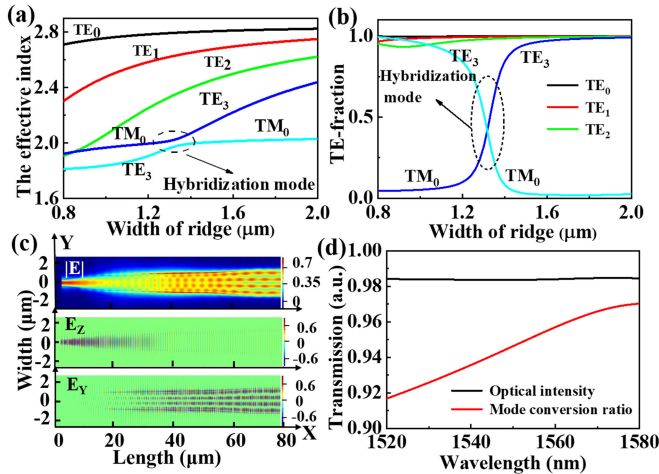 (a)
TE0
TE1
TE2
TE3
TM0
TM0
TE3
Hybridization mode
2.8
2.4
2.0
1.6
0.8
1.2
1.6
2.0
The effective index
Width of ridge (μm)
(b)
TE3
TE3
Hybridization
mode
TE0
TE1
TE2
TM0
TM0
1.0
0.5
0.0
0.8
1.2
1.6
2.0
TE-fraction
Width of ridge (μm)
(c)
Y
|E|
2
0
-2
0.7
0.35
0
EZ
2
0
-2
0.6
0
-0.6
EY
2
0
-2
0.6
0
-0.6
0
20
40
60
80
X
Width (μm)
Length (μm)
(d)
1.00
0.98
0.96
0.94
0.92
0.90
1520
1540
1560
1580
Optical intensity
Mode conversion ratio
Transmission (a.u.)
Wavelength (nm)